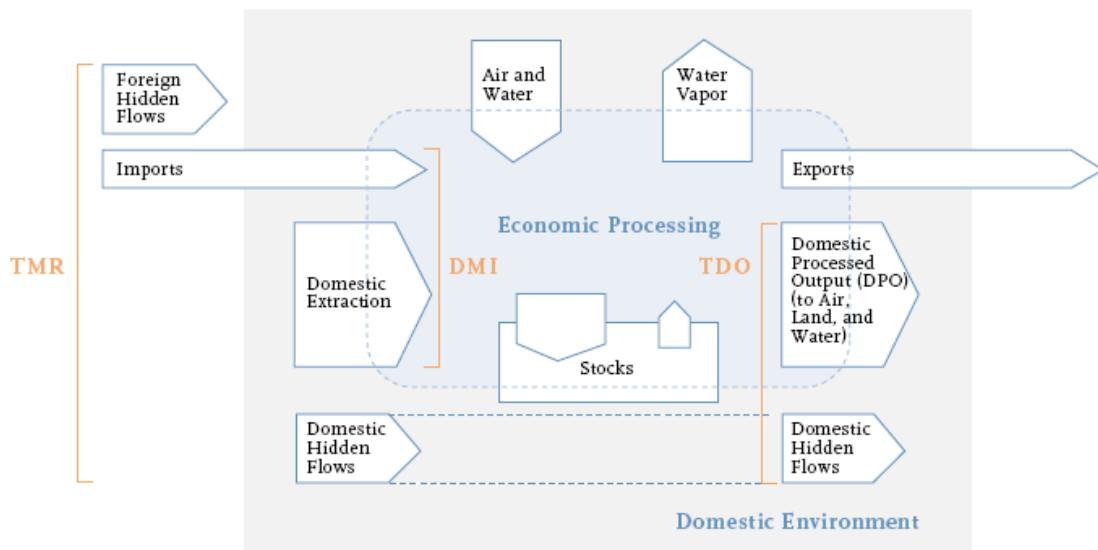 Foreign
Hidden
Flows
Air and
Water
Water
Vapor
Imports
Exports
Economic Processing
TMR
Domestic
Extraction
DMI
TDO
Domestic
Processed
Output (DPO)
(to Air,
Land, and
Water)
Stocks
Domestic
Hidden
Flows
Domestic
Hidden
Flows
Domestic Environment